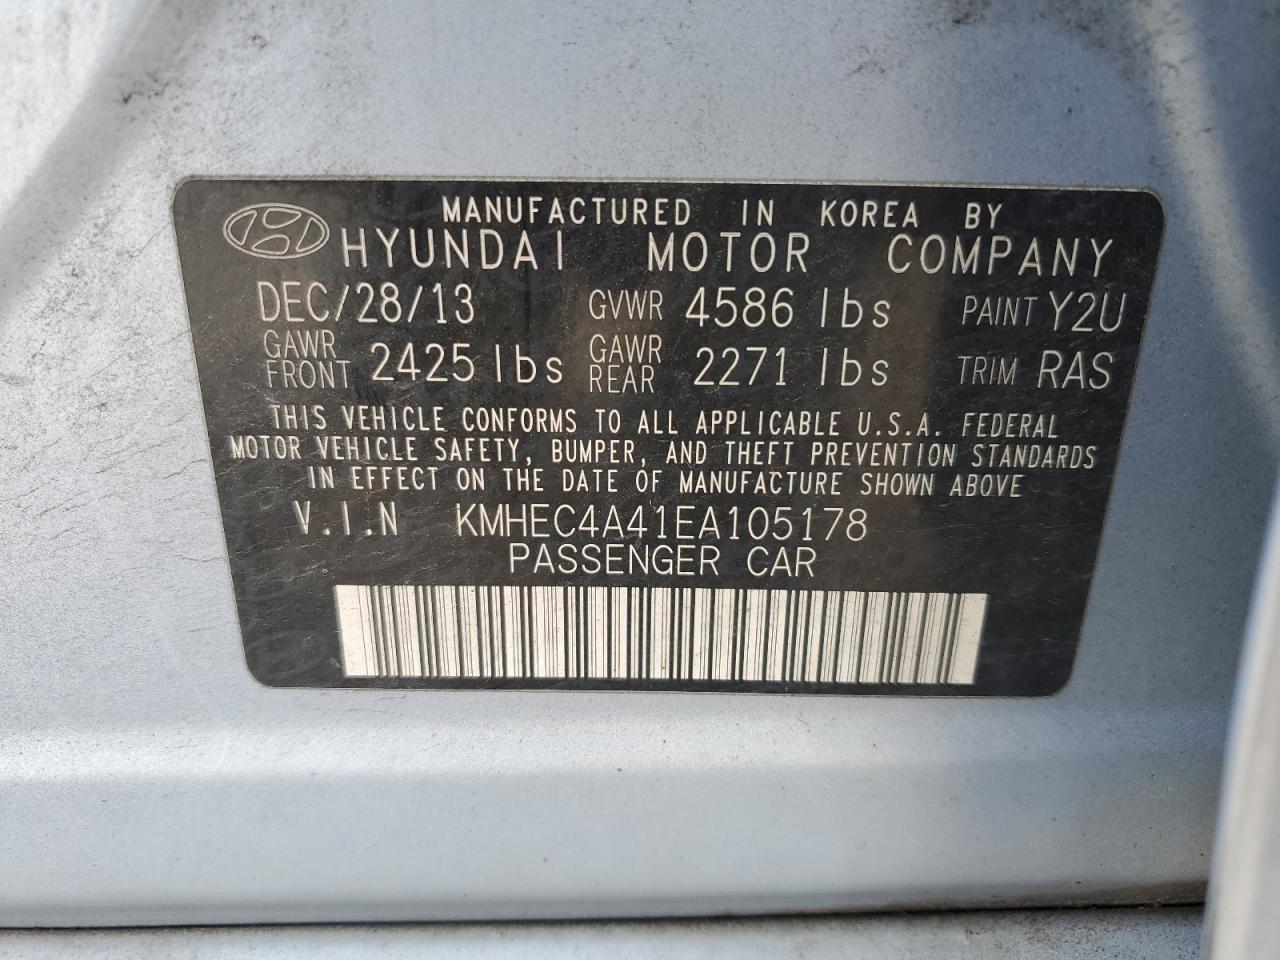 MANUFACTURED IN KOREA BY
HYUNDAI MOTOR COMPANY
DEC/28/13 GVWR 4586 lbs PAINT Y2U
GAWR FRONT 2425 lbs GAWR REAR 2271 lbs TRIM RAS
THIS VEHICLE CONFORMS TO ALL APPLICABLE U.S.A. FEDERAL
MOTOR VEHICLE SAFETY, BUMPER, AND THEFT PREVENTION STANDARDS
IN EFFECT ON THE DATE OF MANUFACTURE SHOWN ABOVE
V.I.N KMHEC4A41EA105178
PASSENGER CAR